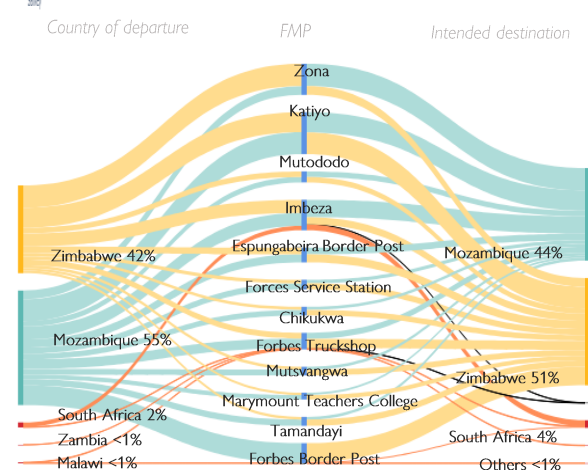 Country of departure
FMP
Intended destination
Zona
Katiyo
Mutododo
Imbeza
Espungabeira Border Post
Zimbabwe 42%
Mozambique 44%
Forces Service Station
Chikukwa
Mozambique 55%
Forbes Truckshop
Mutsvangwa
Zimbabwe 51%
Marymount Teachers College
South Africa 2%
Tamandayi
Zambia <1%
South Africa 4%
Malawi <1%
Forbes Border Post
Others <1%